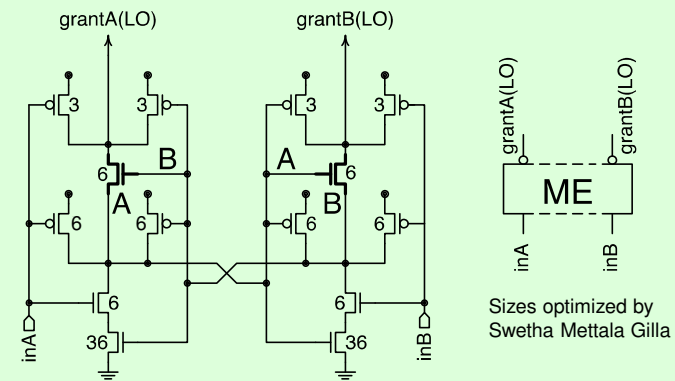 grantA(LO)
grantB(LO)
3
3
3
3
B
A
6
6
A
B
6
6
6
6
6
6
36
36
inA
inB
grantA(LO)
grantB(LO)
ME
inA
inB
Sizes optimized by
Swetha Mettala Gilla